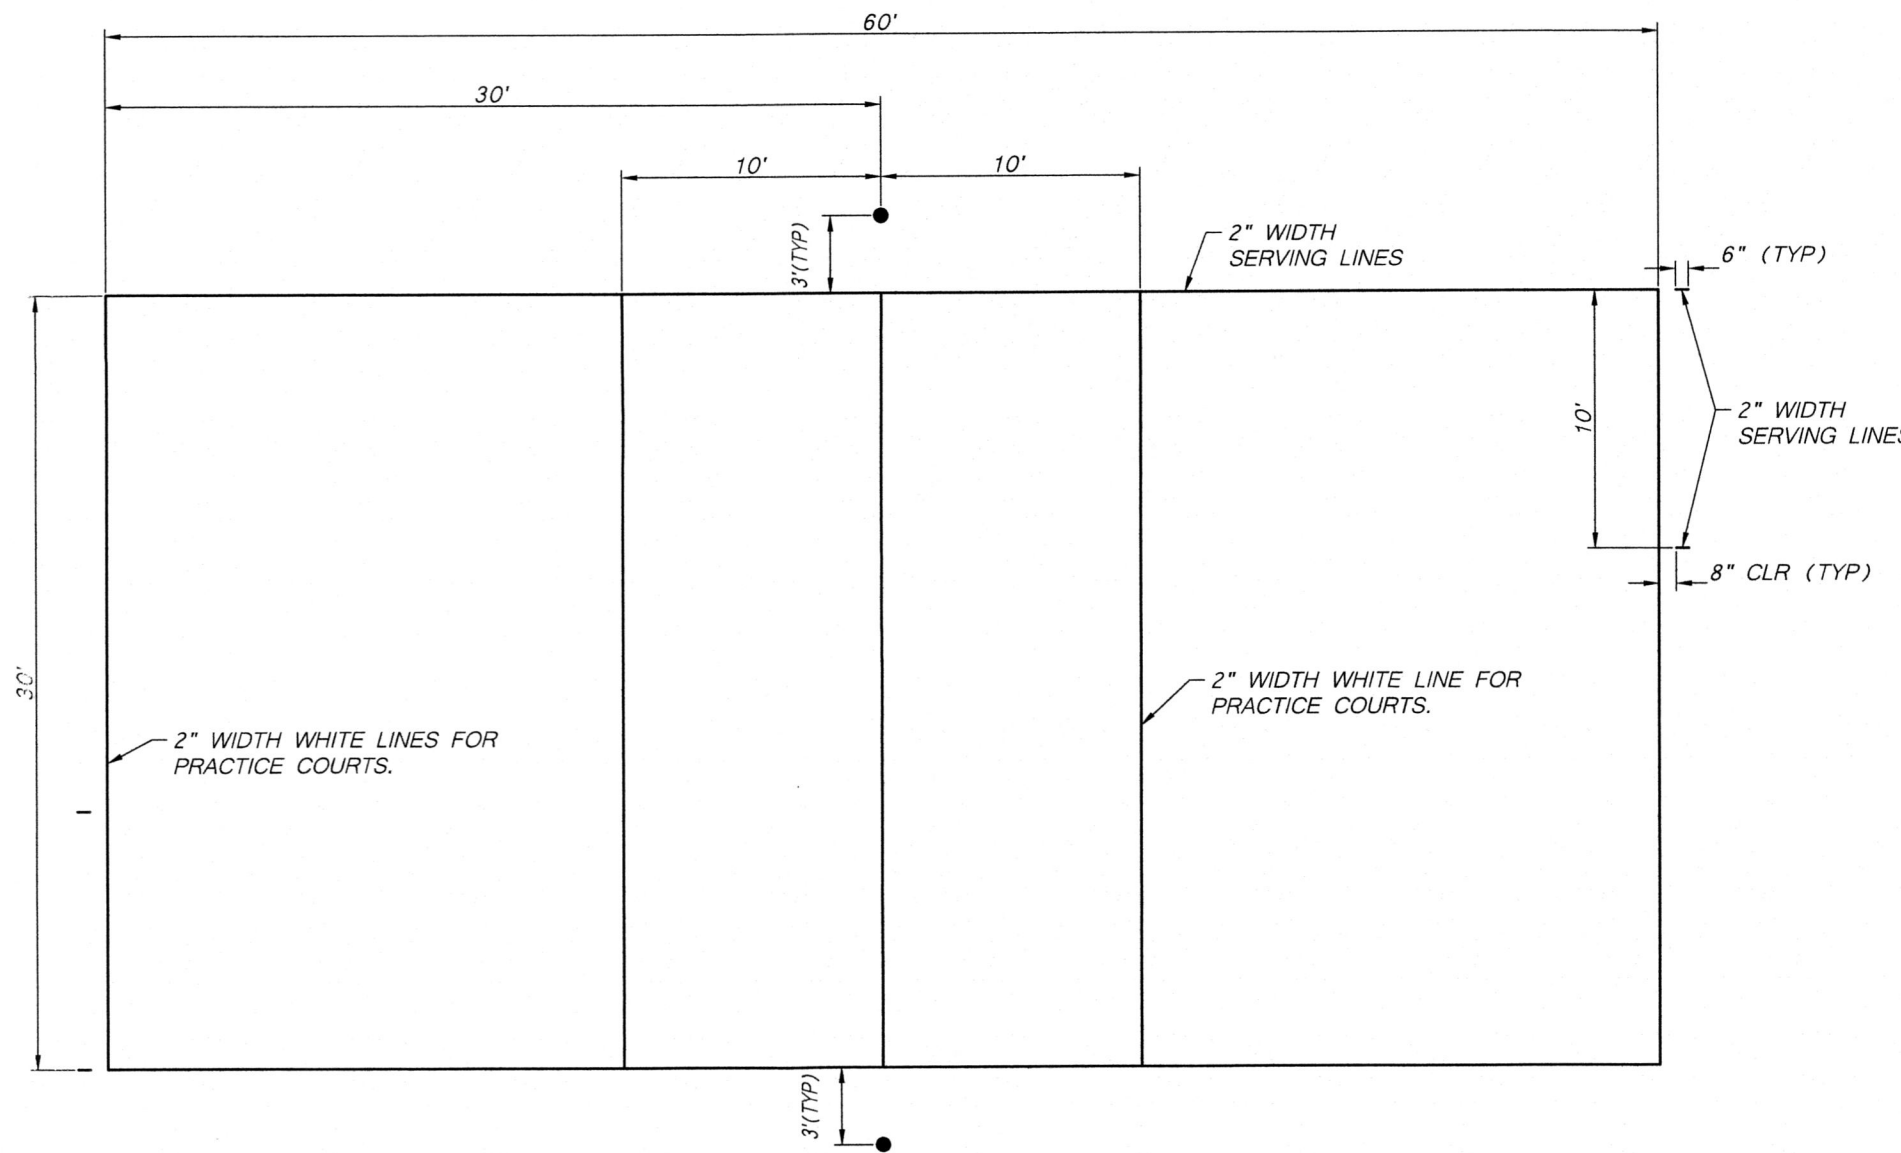 60'
30'
10'
10'
3'(TYP)
2" WIDTH
SERVING LINES
6" (TYP)
10'
2" WIDTH
SERVING LINES
8" CLR (TYP)
30'
2" WIDTH WHITE LINE FOR
PRACTICE COURTS.
2" WIDTH WHITE LINES FOR
PRACTICE COURTS.
3'(TYP)